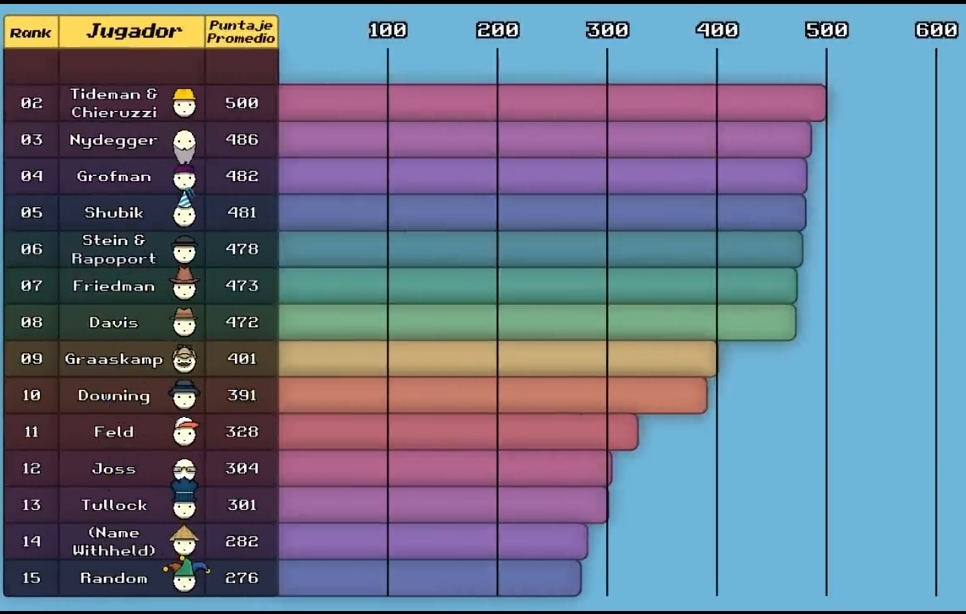 Rank Jugador Puntaje Promedio 100 200 300 400 500 600
02 Tideman & Chieruzzi 500
03 Nydegger 486
04 Grofman 482
05 Shubik 481
06 Stein & Rapoport 478
07 Friedman 473
08 Davis 472
09 Graaskamp 401
10 Downing 391
11 Feld 328
12 Joss 304
13 Tullock 301
14 (Name Withheld) 282
15 Random 276